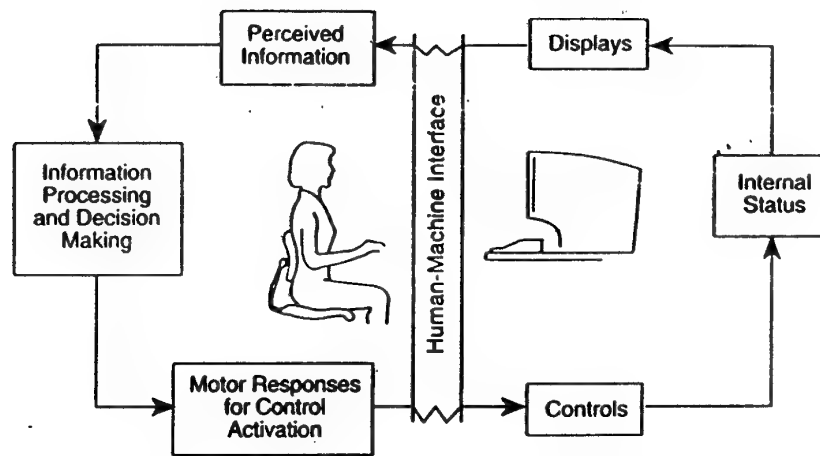 Perceived
Information
Displays
Information
Processing
and Decision
Making
Human-Machine Interface
Internal
Status
Motor Responses
for Control
Activation
Controls